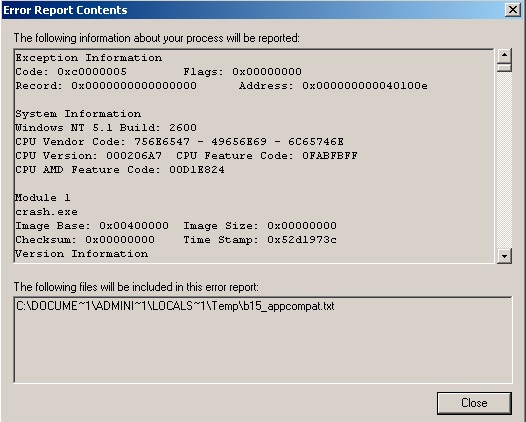 Error Report Contents
The following information about your process will be reported:
Exception Information
Code: 0xc0000005 Flags: 0x00000000
Record: 0x0000000000000000 Address: 0x000000000040100e
System Information
Windows NT 5.1 Build: 2600
CPU Vendor Code: 756E6547 - 49656E69 - 6C65746E
CPU Version: 000206A7 CPU Feature Code: 0FABFBFF
CPU AMD Feature Code: 00D1E824
Module 1
crash.exe
Image Base: 0x00400000 Image Size: 0x00000000
Checksum: 0x00000000 Time Stamp: 0x52d1973c
Version Information
The following files will be included in this error report:
C:\DOCUME~1\ADMINI~1\LOCALS~1\Temp\b15_appcompat.txt
Close